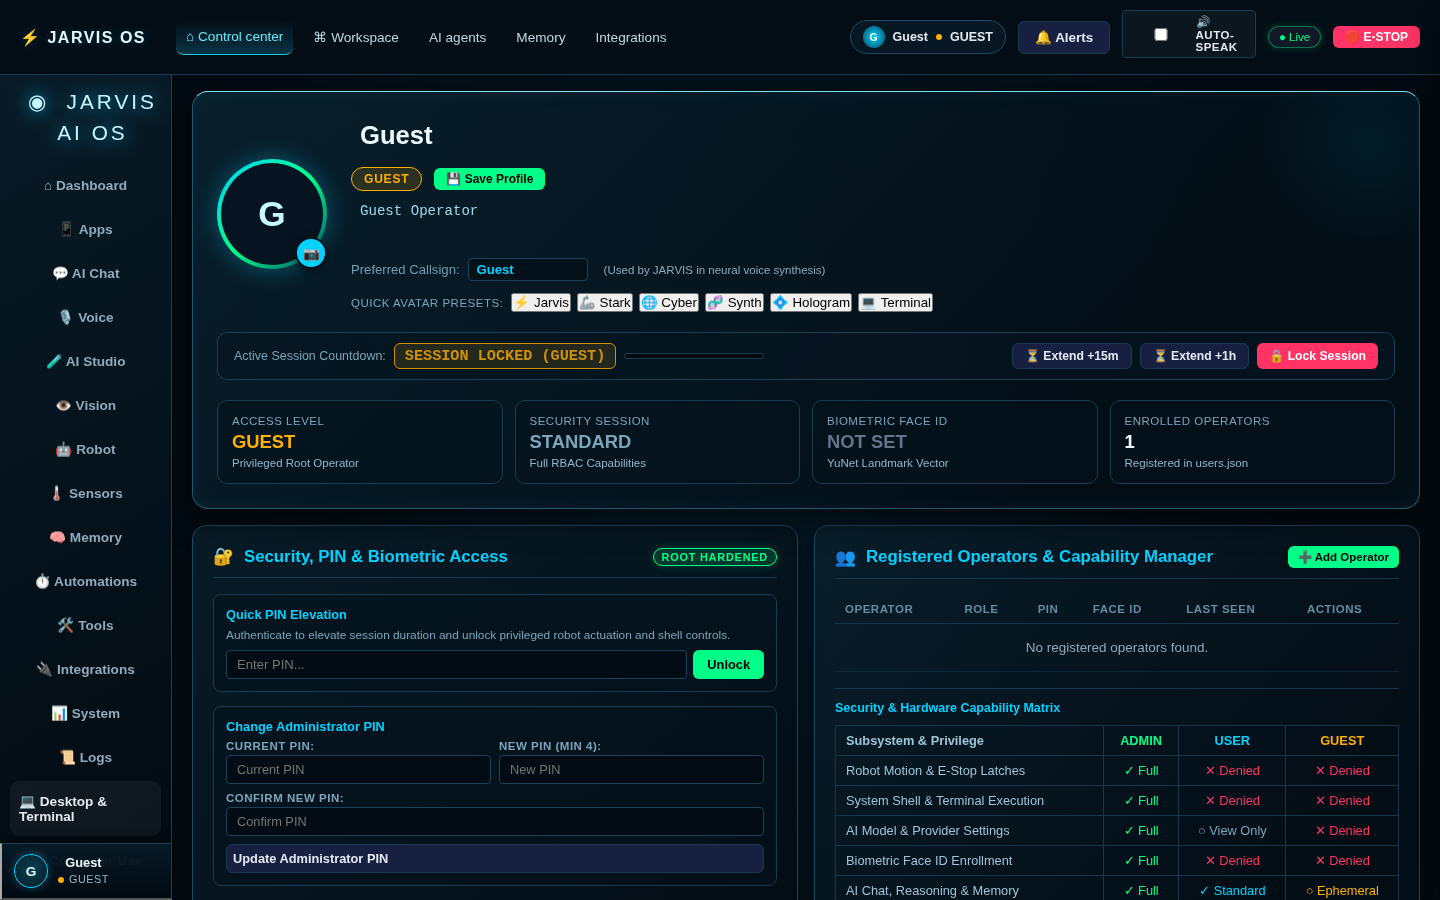 ⚡ JARVIS OS
⌂ Control center
⌘ Workspace
AI agents
Memory
Integrations
G Guest GUEST
🔔 Alerts
🔊 AUTO-SPEAK
● Live
🛑 E-STOP
◉ JARVIS
AI OS
⌂ Dashboard
📱 Apps
💬 AI Chat
🎙️ Voice
🧪 AI Studio
👁️ Vision
🤖 Robot
🌡️ Sensors
🧠 Memory
⏱️ Automations
🛠️ Tools
🔌 Integrations
📊 System
📜 Logs
💻 Desktop &
Terminal
G
Guest
GUEST
Guest
G
GUEST
💾 Save Profile
Guest Operator
📷
Preferred Callsign: Guest (Used by JARVIS in neural voice synthesis)
QUICK AVATAR PRESETS: ⚡ Jarvis 🦾 Stark 🌐 Cyber 🧬 Synth 💠 Hologram 💻 Terminal
Active Session Countdown: SESSION LOCKED (GUEST)
⏳ Extend +15m
⏳ Extend +1h
🔒 Lock Session
ACCESS LEVEL
GUEST
Privileged Root Operator
SECURITY SESSION
STANDARD
Full RBAC Capabilities
BIOMETRIC FACE ID
NOT SET
YuNet Landmark Vector
ENROLLED OPERATORS
1
Registered in users.json
🔐 Security, PIN & Biometric Access
ROOT HARDENED
Quick PIN Elevation
Authenticate to elevate session duration and unlock privileged robot actuation and shell controls.
Enter PIN...
Unlock
Change Administrator PIN
CURRENT PIN:
NEW PIN (MIN 4):
Current PIN
New PIN
CONFIRM NEW PIN:
Confirm PIN
Update Administrator PIN
👥 Registered Operators & Capability Manager
➕ Add Operator
OPERATOR ROLE PIN FACE ID LAST SEEN ACTIONS
No registered operators found.
Security & Hardware Capability Matrix
Subsystem & Privilege ADMIN USER GUEST
Robot Motion & E-Stop Latches ✓ Full ✕ Denied ✕ Denied
System Shell & Terminal Execution ✓ Full ✕ Denied ✕ Denied
AI Model & Provider Settings ✓ Full ○ View Only ✕ Denied
Biometric Face ID Enrollment ✓ Full ✕ Denied ✕ Denied
AI Chat, Reasoning & Memory ✓ Full ✓ Standard ○ Ephemeral